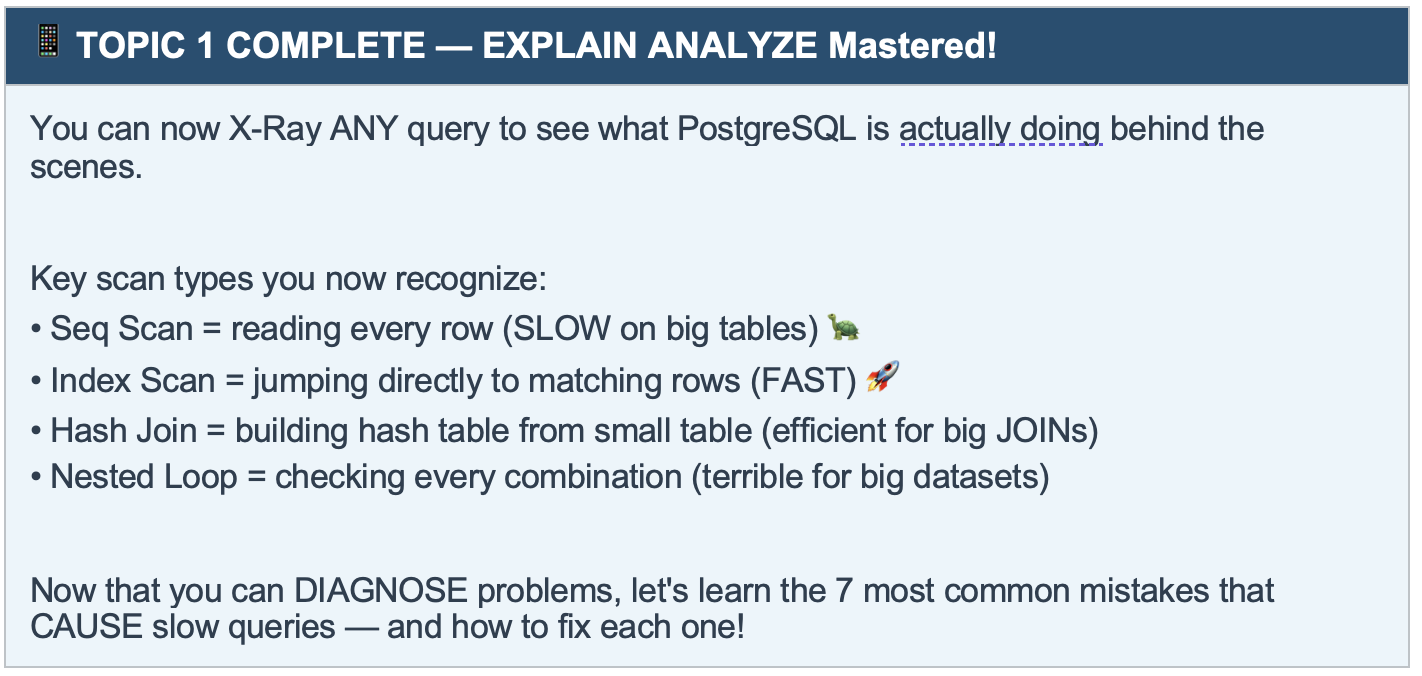 📱 TOPIC 1 COMPLETE — EXPLAIN ANALYZE Mastered!
You can now X-Ray ANY query to see what PostgreSQL is actually doing behind the
scenes.
Key scan types you now recognize:
• Seq Scan = reading every row (SLOW on big tables) 🐢
• Index Scan = jumping directly to matching rows (FAST) 🚀
• Hash Join = building hash table from small table (efficient for big JOINs)
• Nested Loop = checking every combination (terrible for big datasets)
Now that you can DIAGNOSE problems, let's learn the 7 most common mistakes that
CAUSE slow queries — and how to fix each one!